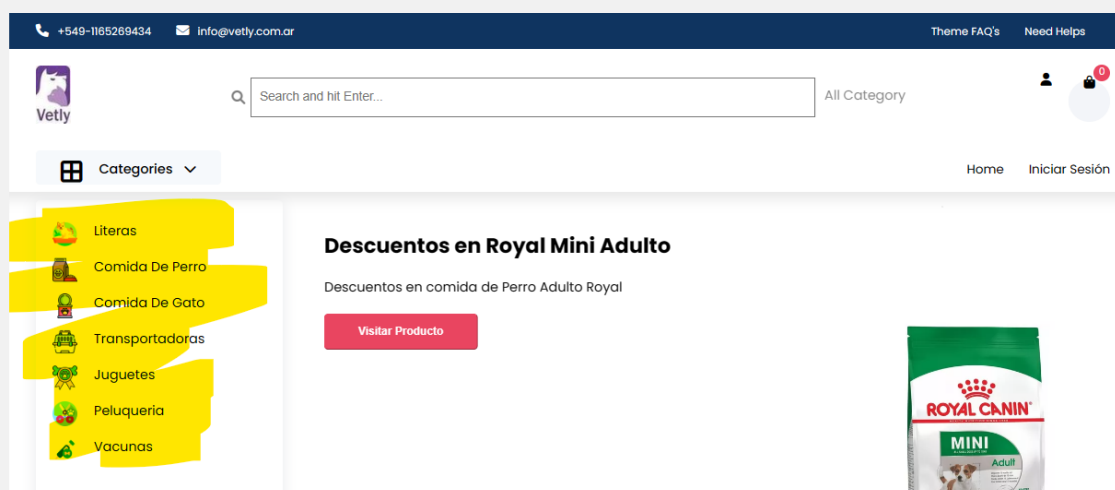 +549-1165269434 info@vetly.com.ar Theme FAQ's Need Helps
Vetly
Search and hit Enter... All Category 0
Categories Home Iniciar Sesión
Literas
Comida De Perro
Comida De Gato
Transportadoras
Juguetes
Peluqueria
Vacunas
Descuentos en Royal Mini Adulto
Descuentos en comida de Perro Adulto Royal
Visitar Producto
ROYAL CANIN
MINI
Adult